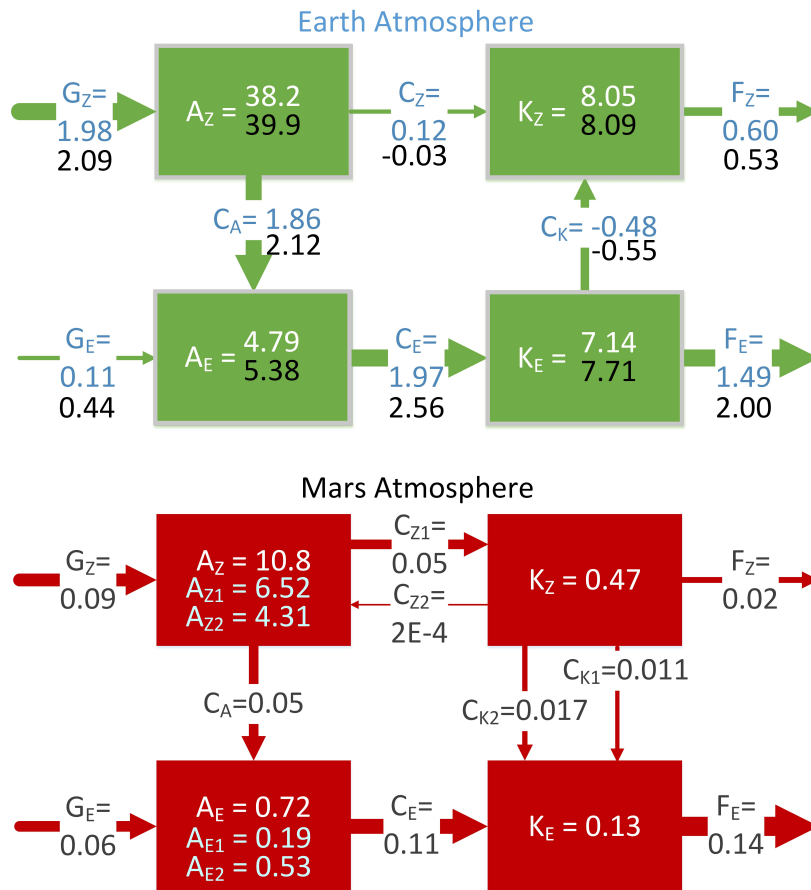 Earth Atmosphere
G_Z=
1.98
2.09
A_Z = 38.2
39.9
C_Z=
0.12
-0.03
K_Z = 8.05
8.09
F_Z=
0.60
0.53
C_A= 1.86
2.12
C_K= -0.48
-0.55
G_E=
0.11
0.44
A_E = 4.79
5.38
C_E=
1.97
2.56
K_E = 7.14
7.71
F_E=
1.49
2.00
Mars Atmosphere
G_Z=
0.09
A_Z = 10.8
A_Z1 = 6.52
A_Z2 = 4.31
C_Z1=
0.05
C_Z2=
2E-4
K_Z = 0.47
F_Z=
0.02
C_A=0.05
C_K1=0.011
C_K2=0.017
G_E=
0.06
A_E = 0.72
A_E1 = 0.19
A_E2 = 0.53
C_E=
0.11
K_E = 0.13
F_E=
0.14